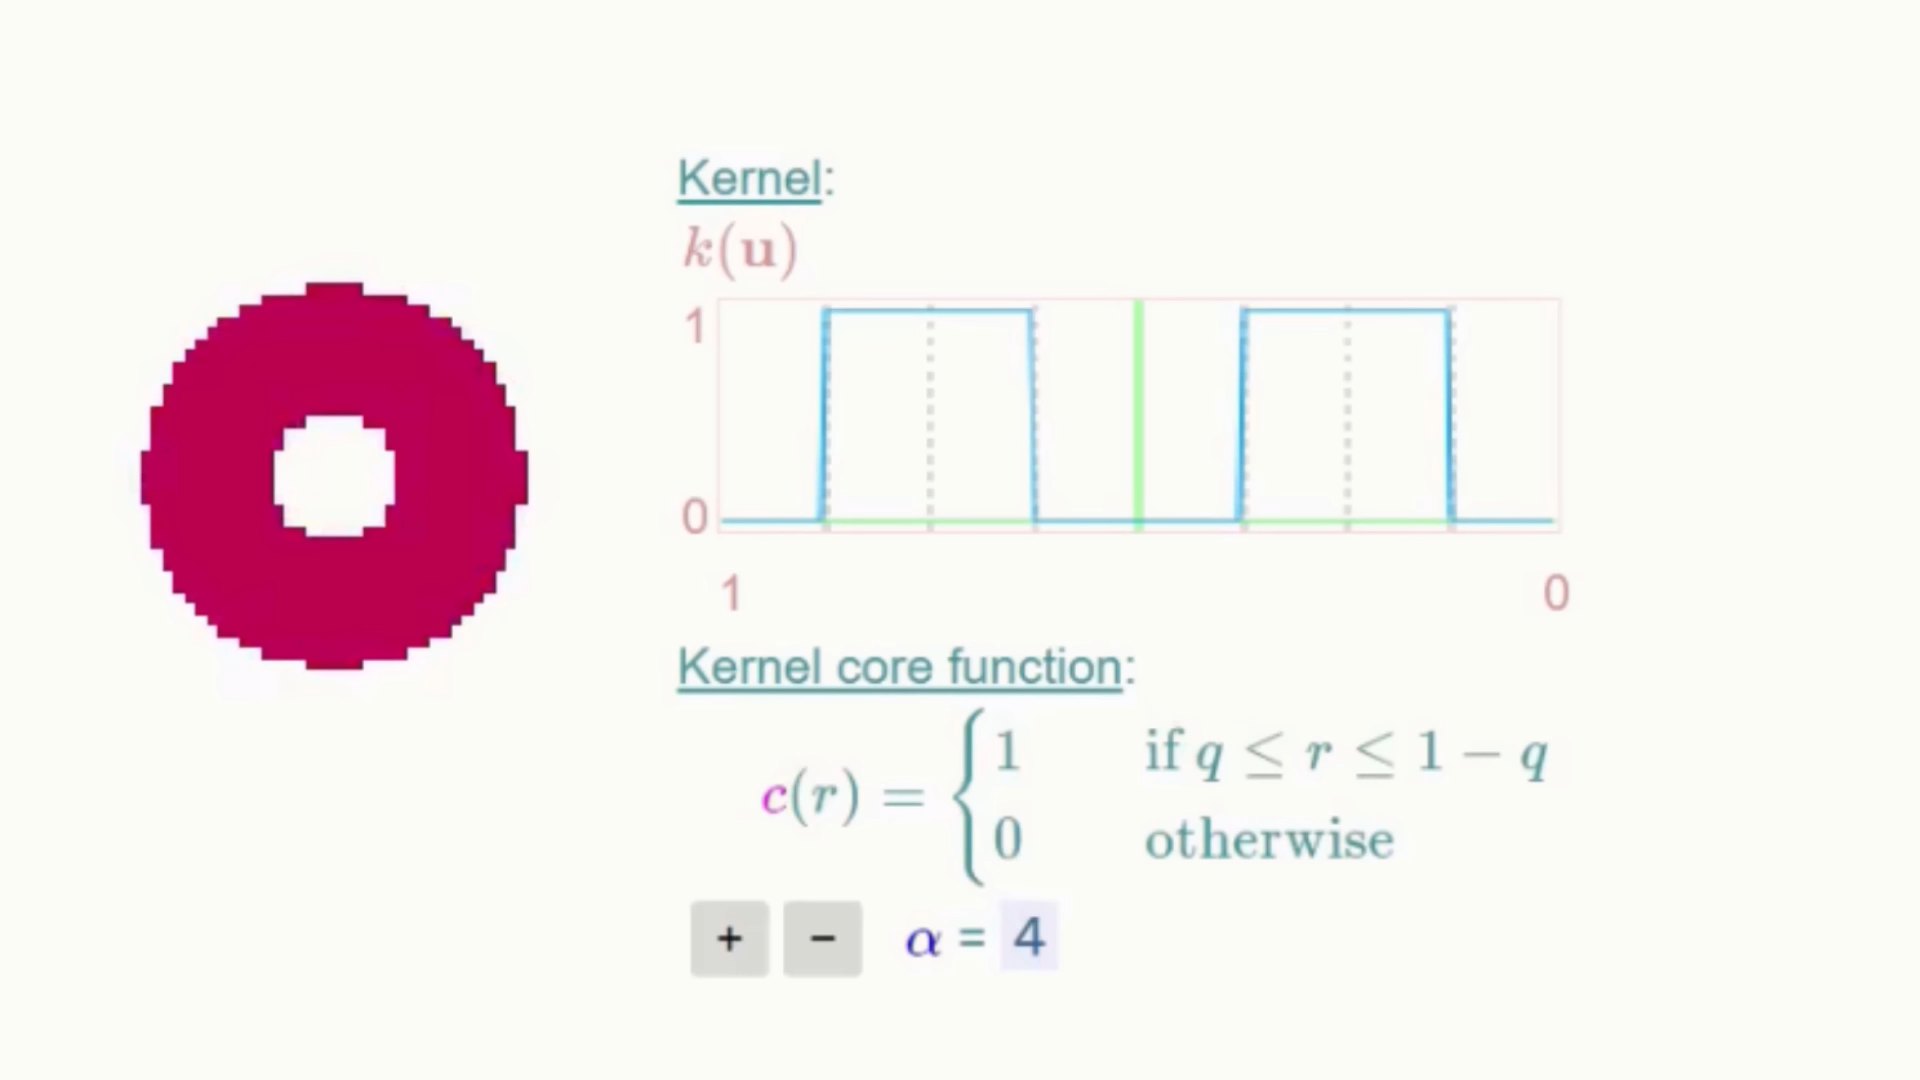 Kernel:
k(u)
1
0
1 0
Kernel core function:
c(r) = { 1 if q ≤ r ≤ 1 − q
0 otherwise
+ − α = 4